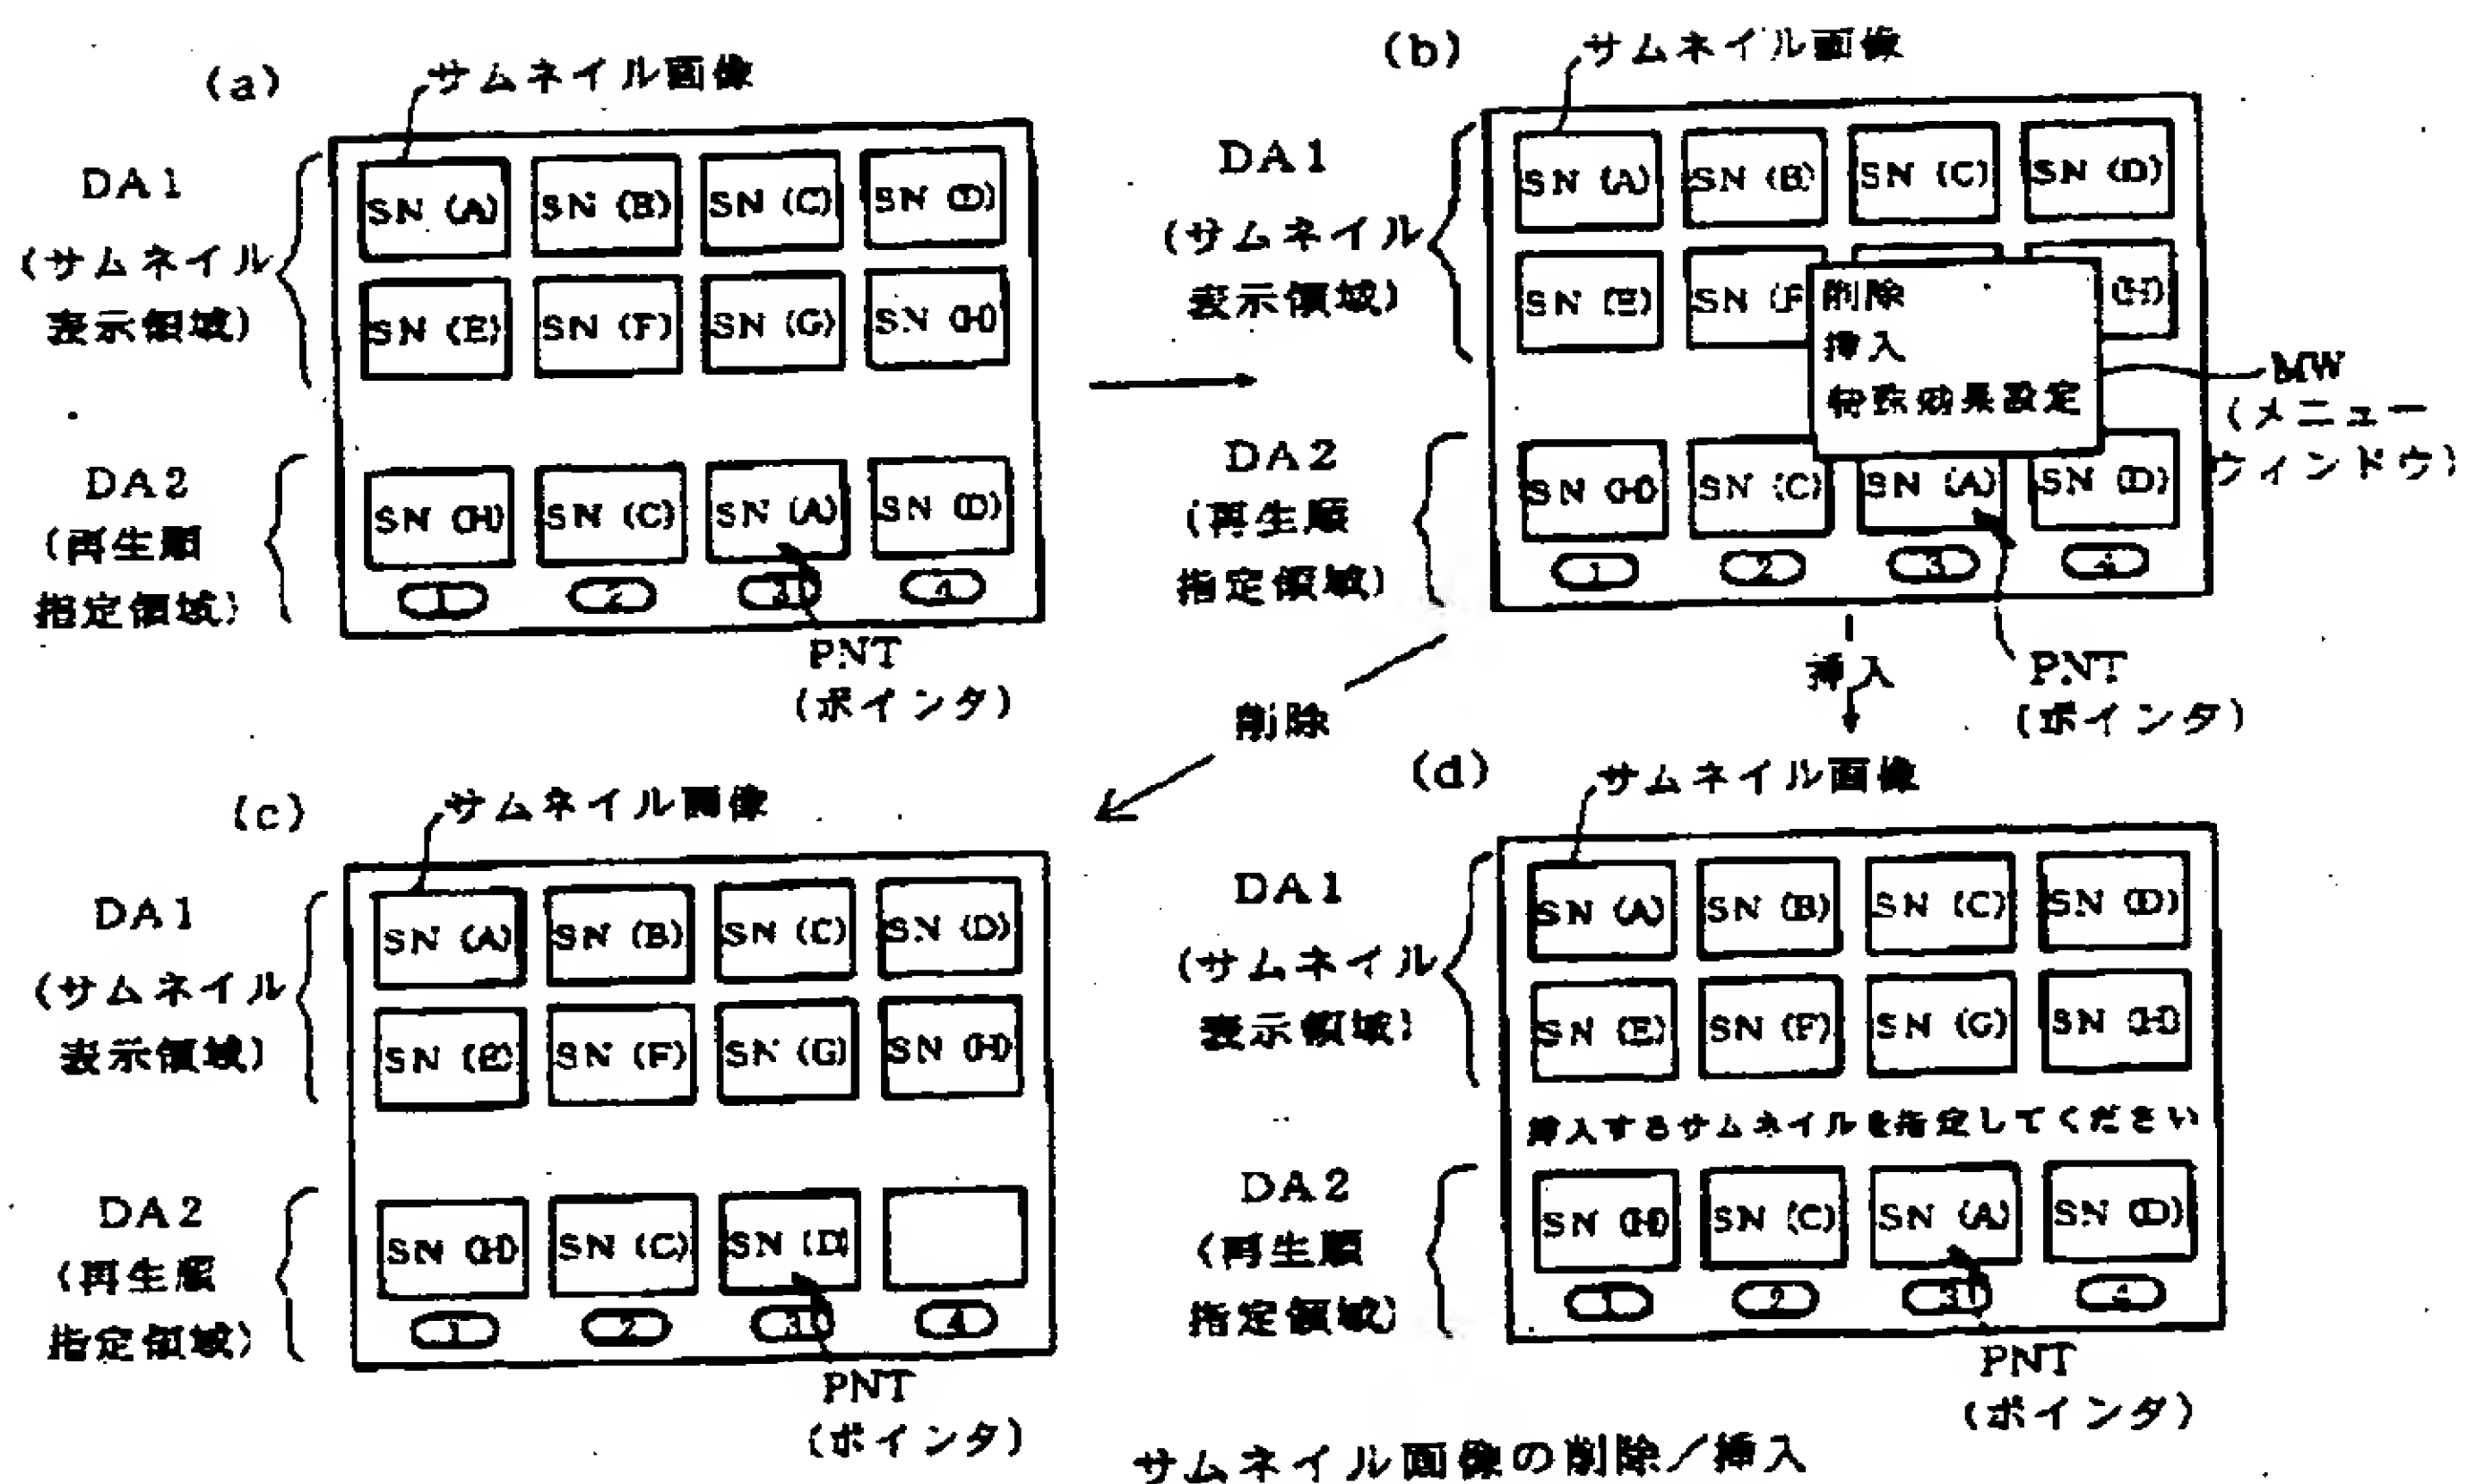 (a)
サムネイル画像
DA1
(サムネイル
表示領域)
SN (A) SN (B) SN (C) SN (D)
SN (E) SN (F) SN (G) SN (H)
DA2
(再生順
指定領域)
SN (H) SN (C) SN (A) SN (D)
1 2 3 4
PNT
(ポインタ)
(b)
サムネイル画像
DA1
(サムネイル
表示領域)
SN (A) SN (B) SN (C) SN (D)
SN (E) SN (F (H)
削除
挿入
特殊効果設定
MW
(メニュー
ウィンドウ)
DA2
(再生順
指定領域)
SN (H) SN (C) SN (A) SN (D)
1 2 3 4
PNT
(ポインタ)
削除
挿入
(c)
サムネイル画像
DA1
(サムネイル
表示領域)
SN (A) SN (B) SN (C) SN (D)
SN (E) SN (F) SN (G) SN (H)
DA2
(再生順
指定領域)
SN (H) SN (C) SN (D)
1 2 3 4
PNT
(ポインタ)
(d)
サムネイル画像
DA1
(サムネイル
表示領域)
SN (A) SN (B) SN (C) SN (D)
SN (E) SN (F) SN (G) SN (H)
挿入するサムネイルを指定してください
DA2
(再生順
指定領域)
SN (H) SN (C) SN (A) SN (D)
1 2 3 4
PNT
(ポインタ)
サムネイル画像の削除/挿入